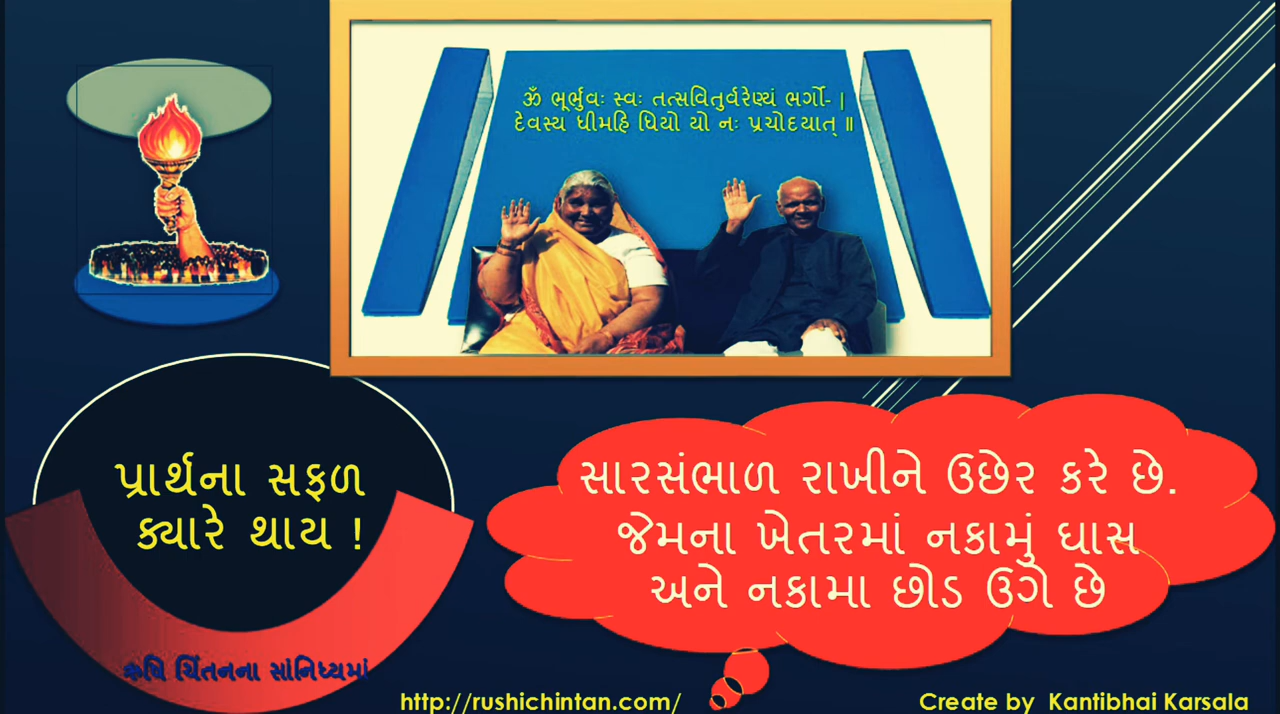 ૐ ભૂર્ભુવઃ સ્વઃ તત્સવિતુર્વરેણ્યં ભર્ગો- |
દેવસ્ય ધીમહિ ધિયો યો નઃ પ્રચોદયાત્ ॥
પ્રાર્થના સફળ
ક્યારે થાય !
ઋષિ ચિંતનના સાંનિધ્યમાં
સારસંભાળ રાખીને ઉછેર કરે છે.
જેમના ખેતરમાં નકામું ઘાસ
અને નકામા છોડ ઉગે છે
http://rushichintan.com/
Create by Kantibhai Karsala